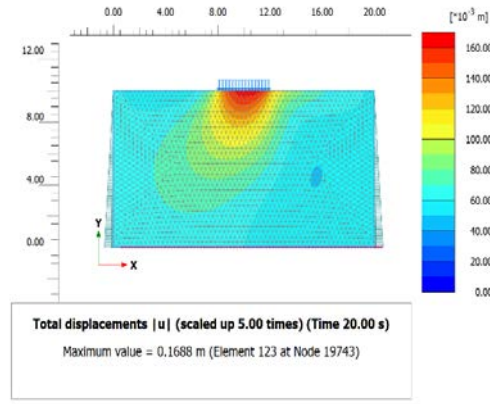 [*10⁻³ m]
0.00 4.00 8.00 12.00 16.00 20.00
12.00
8.00
4.00
0.00
Y
X
160.00
140.00
120.00
100.00
80.00
60.00
40.00
20.00
0.00
Total displacements |u| (scaled up 5.00 times) (Time 20.00 s)
Maximum value = 0.1688 m (Element 123 at Node 19743)